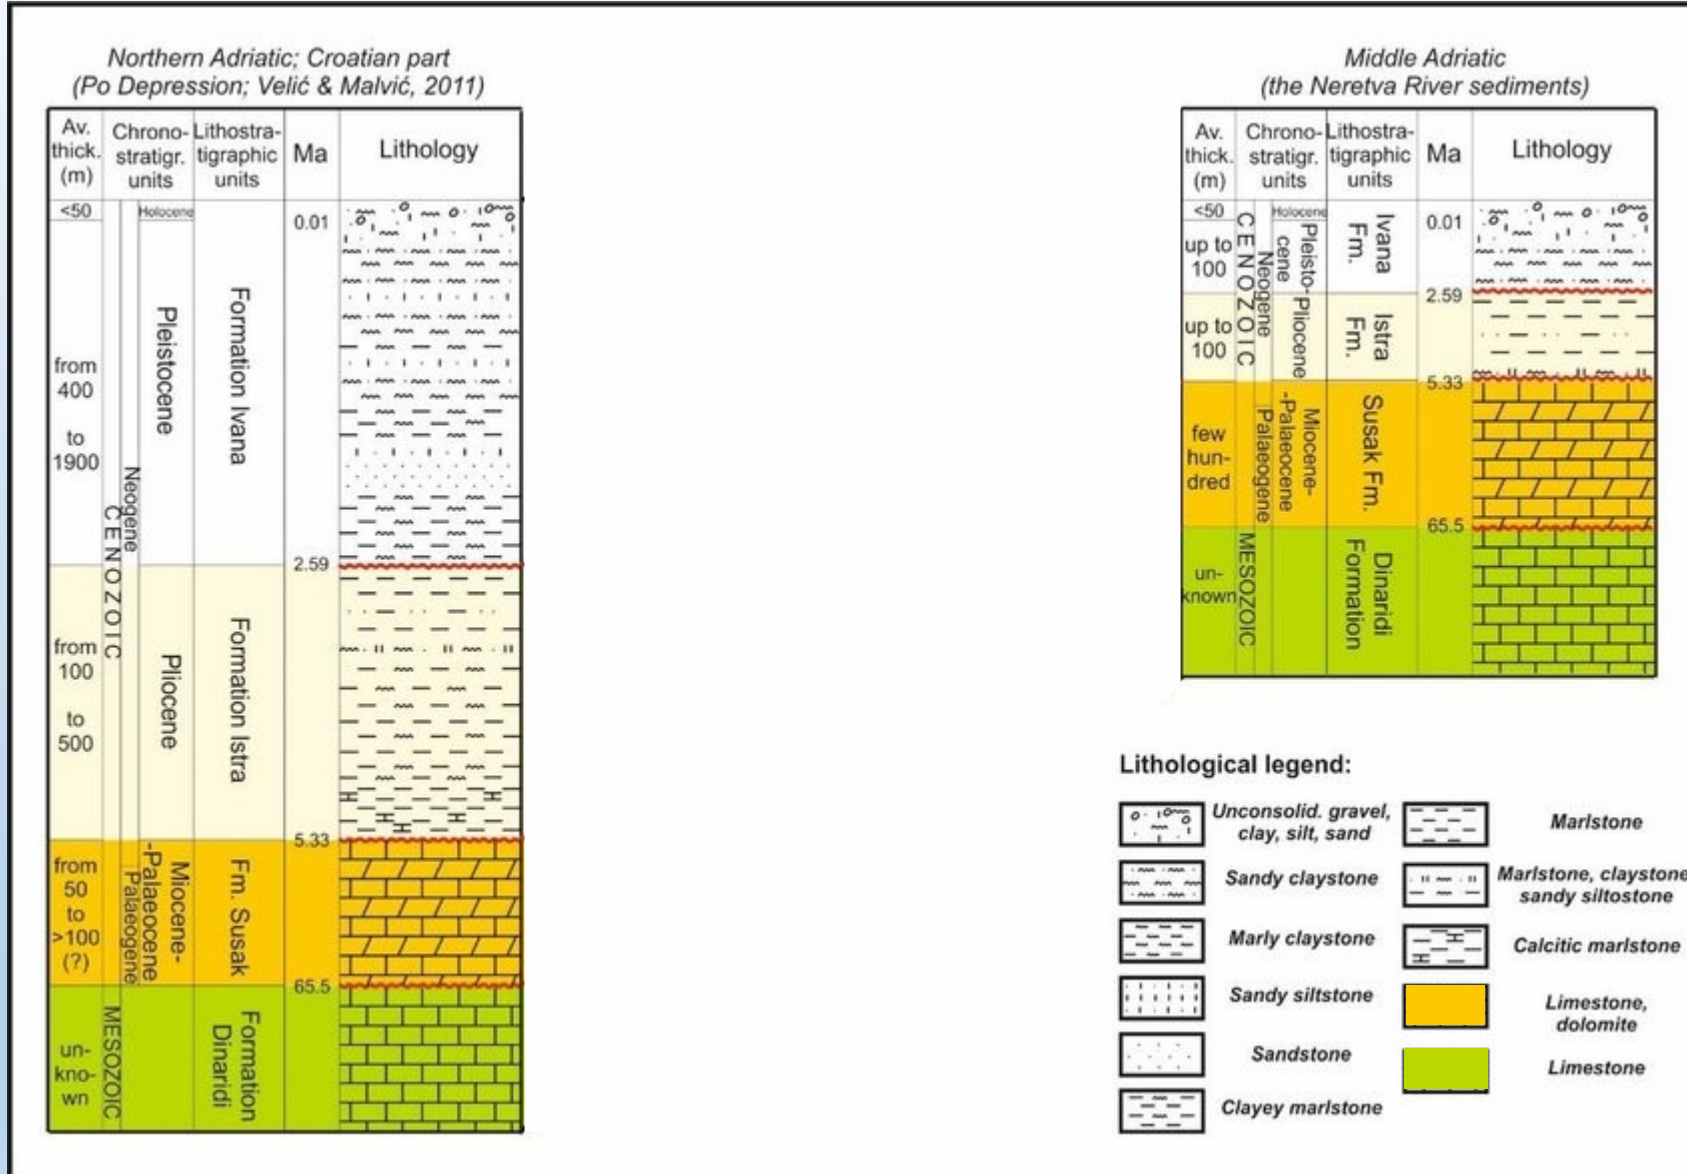 Northern Adriatic; Croatian part
(Po Depression; Velić & Malvić, 2011)
Av.
thick.
(m)
Chrono-
stratigr.
units
Lithostra-
tigraphic
units
Ma
Lithology
<50
Holocene
0.01
from
400
to
1900
Pleistocene
Formation Ivana
Neogene
CENOZOIC
2.59
from
100
to
500
Pliocene
Formation Istra
5.33
from
50
to
>100
(?)
Palaeogene
Miocene-
-Palaeocene
Fm. Susak
65.5
un-
kno-
wn
MESOZOIC
Formation
Dinaridi
Middle Adriatic
(the Neretva River sediments)
Av.
thick.
(m)
Chrono-
stratigr.
units
Lithostra-
tigraphic
units
Ma
Lithology
<50
Holocene
0.01
up to
100
CENOZOIC
Neogene
Pleisto-
cene
Ivana
Fm.
2.59
up to
100
Pliocene
Istra
Fm.
5.33
few
hun-
dred
Palaeogene
Miocene-
-Palaeocene
Susak Fm.
65.5
un-
known
MESOZOIC
Dinaridi
Formation
Lithological legend:
Unconsolid. gravel,
clay, silt, sand
Sandy claystone
Marly claystone
Sandy siltstone
Sandstone
Clayey marlstone
Marlstone
Marlstone, claystone
sandy siltostone
Calcitic marlstone
Limestone,
dolomite
Limestone